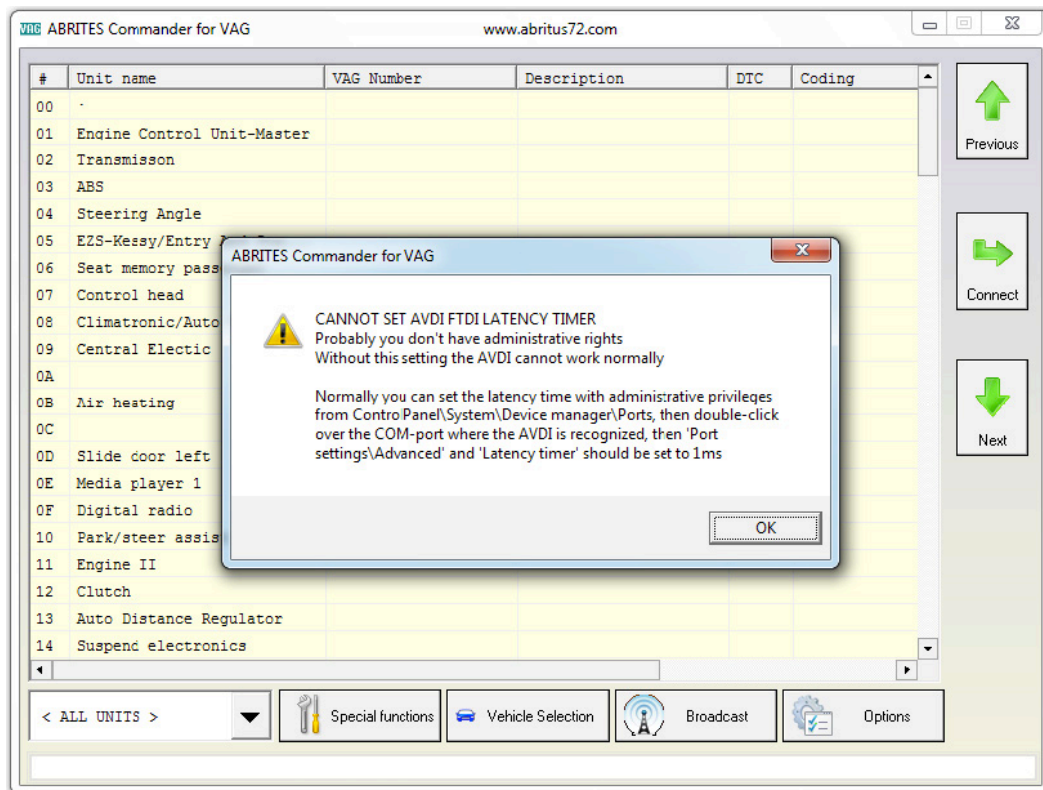 VAG ABRITES Commander for VAG www.abritus72.com
# Unit name VAG Number Description DTC Coding
00 -
01 Engine Control Unit-Master
02 Transmisson
03 ABS
04 Steering Angle
05 EZS-Kessy/Entry
06 Seat memory pass
07 Control head
08 Climatronic/Auto
09 Central Electic
0A
0B Air heating
0C
0D Slide door left
0E Media player 1
0F Digital radio
10 Park/steer assis
11 Engine II
12 Clutch
13 Auto Distance Regulator
14 Suspend electronics
Previous
Connect
Next
ABRITES Commander for VAG
CANNOT SET AVDI FTDI LATENCY TIMER
Probably you don't have administrative rights
Without this setting the AVDI cannot work normally
Normally you can set the latency time with administrative privileges
from ControlPanel\System\Device manager\Ports, then double-click
over the COM-port where the AVDI is recognized, then 'Port
settings\Advanced' and 'Latency timer' should be set to 1ms
OK
< ALL UNITS > Special functions Vehicle Selection Broadcast Options